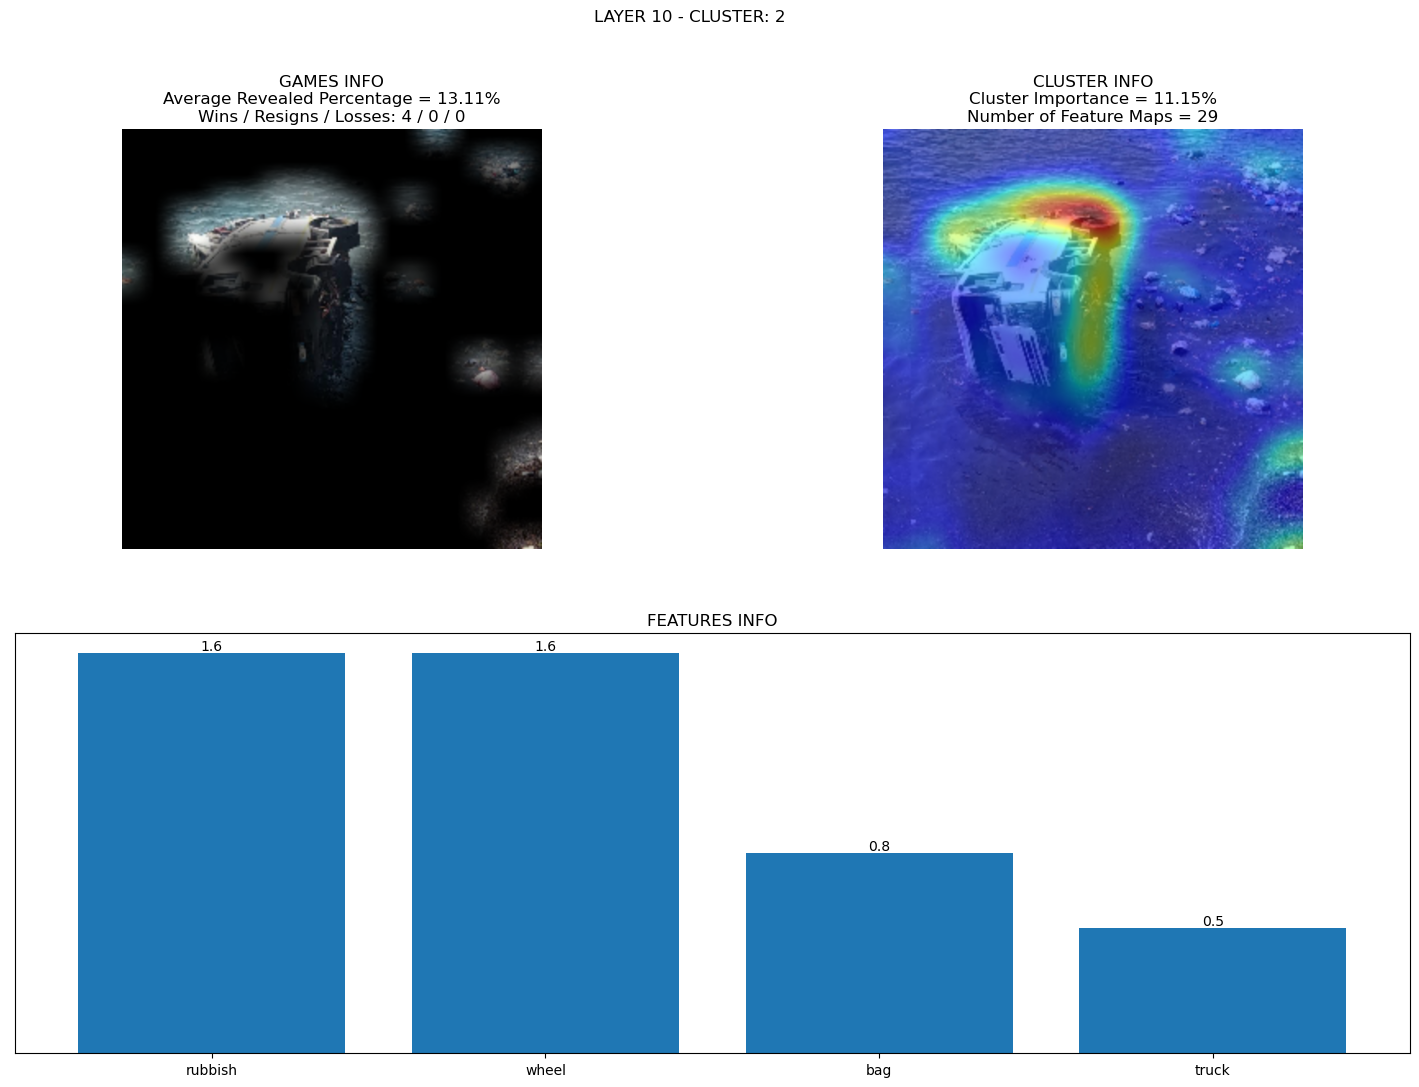 LAYER 10 - CLUSTER: 2
GAMES INFO
Average Revealed Percentage = 13.11%
Wins / Resigns / Losses: 4 / 0 / 0
CLUSTER INFO
Cluster Importance = 11.15%
Number of Feature Maps = 29
FEATURES INFO
1.6
1.6
0.8
0.5
rubbish
wheel
bag
truck